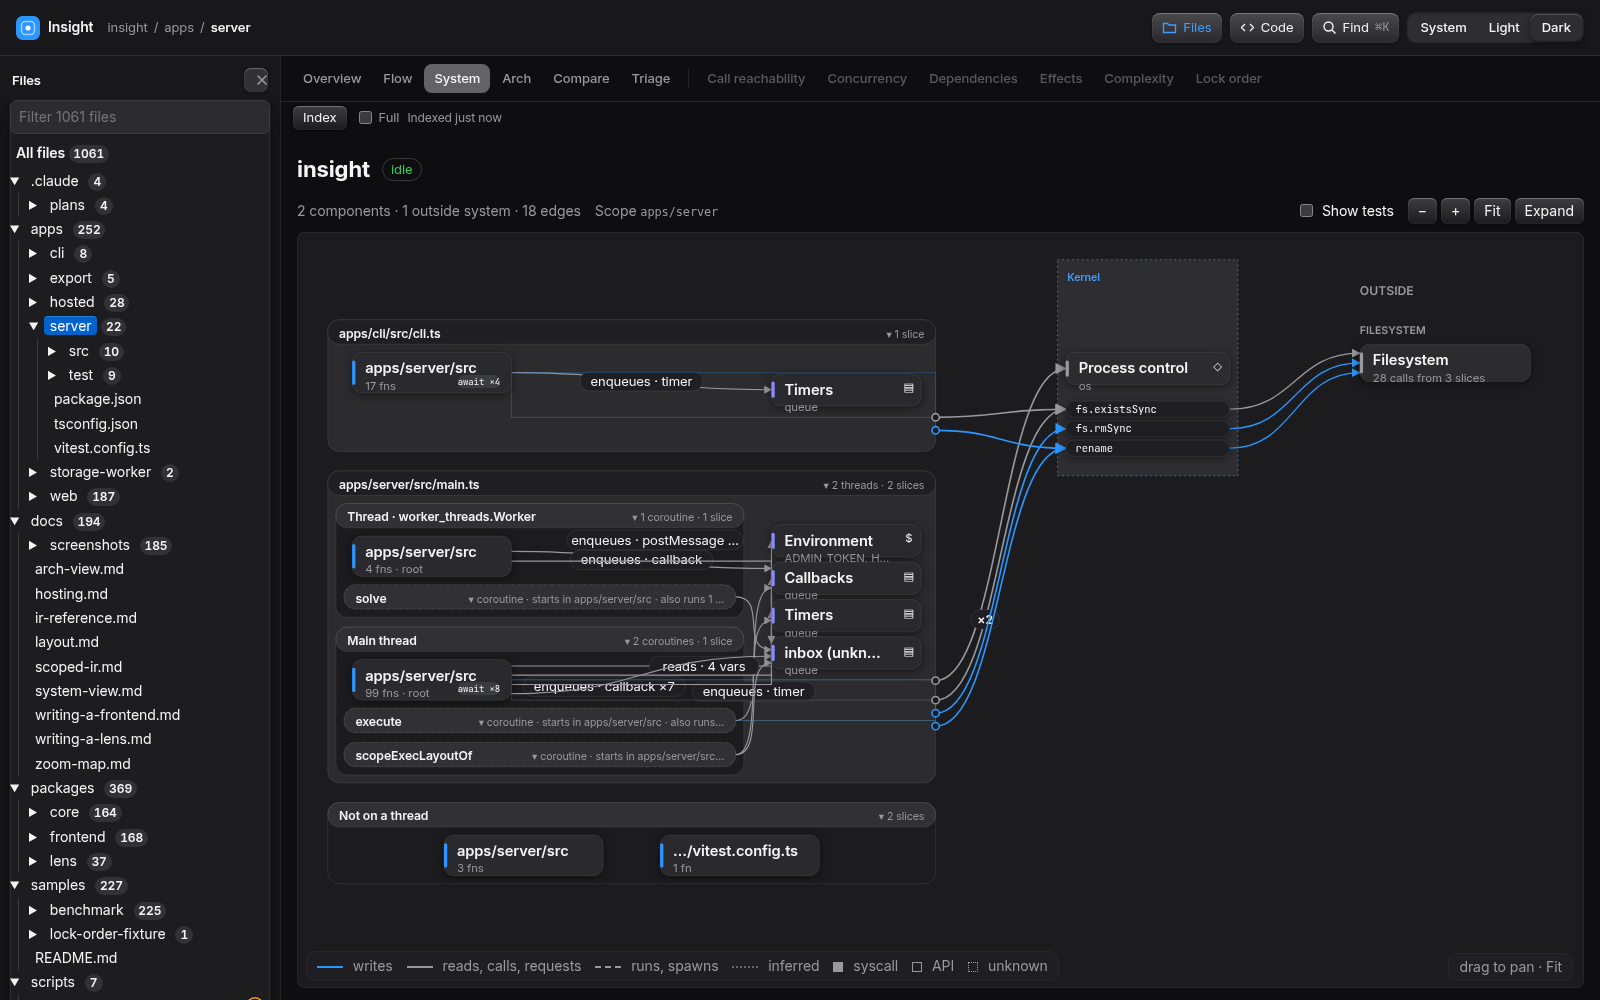 Insight insight / apps / server Files Code Find ⌘K System Light Dark
Files
Filter 1061 files
All files 1061
.claude 4
plans 4
apps 252
cli 8
export 5
hosted 28
server 22
src 10
test 9
package.json
tsconfig.json
vitest.config.ts
storage-worker 2
web 187
docs 194
screenshots 185
arch-view.md
hosting.md
ir-reference.md
layout.md
scoped-ir.md
system-view.md
writing-a-frontend.md
writing-a-lens.md
zoom-map.md
packages 369
core 164
frontend 168
lens 37
samples 227
benchmark 225
lock-order-fixture 1
README.md
scripts 7
Overview Flow System Arch Compare Triage Call reachability Concurrency Dependencies Effects Complexity Lock order
Index Full Indexed just now
insight idle
2 components · 1 outside system · 18 edges Scope apps/server Show tests − + Fit Expand
apps/cli/src/cli.ts ▾ 1 slice
apps/server/src
17 fns await ×4
enqueues · timer
Timers
queue
apps/server/src/main.ts ▾ 2 threads · 2 slices
Thread · worker_threads.Worker ▾ 1 coroutine · 1 slice
apps/server/src
4 fns · root
enqueues · postMessage ...
enqueues · callback
solve ▾ coroutine · starts in apps/server/src · also runs 1 ...
Main thread ▾ 2 coroutines · 1 slice
apps/server/src
99 fns · root await ×8
reads · 4 vars
enqueues · callback ×7
enqueues · timer
execute ▾ coroutine · starts in apps/server/src · also runs...
scopeExecLayoutOf ▾ coroutine · starts in apps/server/src...
Environment $
ADMIN_TOKEN, H...
Callbacks
queue
Timers
queue
inbox (unkn...
queue
Not on a thread ▾ 2 slices
apps/server/src
3 fns
.../vitest.config.ts
1 fn
×2
Kernel
Process control
os
fs.existsSync
fs.rmSync
rename
OUTSIDE
FILESYSTEM
Filesystem
28 calls from 3 slices
writes reads, calls, requests runs, spawns inferred syscall API unknown
drag to pan · Fit